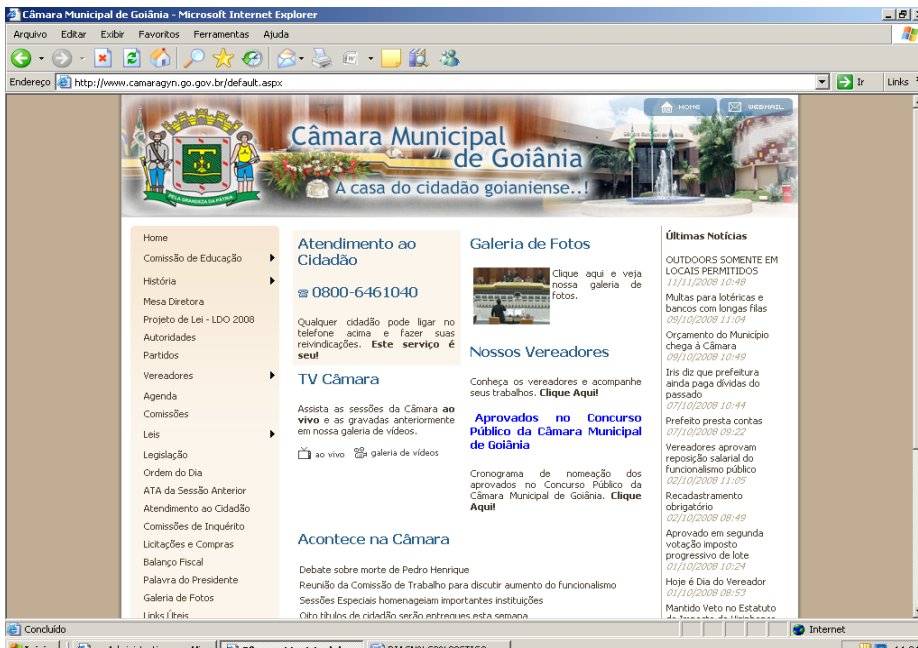 Câmara Municipal de Goiânia - Microsoft Internet Explorer
Arquivo Editar Exibir Favoritos Ferramentas Ajuda
Endereço http://www.camaragyn.go.gov.br/default.aspx Ir Links
HOME WEBMAIL
Câmara Municipal
de Goiânia
A casa do cidadão goianiense..!
PELA GRANDEZA DA PÁTRIA
Home
Comissão de Educação
História
Mesa Diretora
Projeto de Lei - LDO 2008
Autoridades
Partidos
Vereadores
Agenda
Comissões
Leis
Legislação
Ordem do Dia
ATA da Sessão Anterior
Atendimento ao Cidadão
Comissões de Inquérito
Licitações e Compras
Balanço Fiscal
Palavra do Presidente
Galeria de Fotos
Links Úteis
Atendimento ao
Cidadão
0800-6461040
Qualquer cidadão pode ligar no
telefone acima e fazer suas
reivindicações. Este serviço é
seu!
TV Câmara
Assista as sessões da Câmara ao
vivo e as gravadas anteriormente
em nossa galeria de vídeos.
ao vivo galeria de vídeos
Galeria de Fotos
Clique aqui e veja
nossa galeria de
fotos.
Nossos Vereadores
Conheça os vereadores e acompanhe
seus trabalhos. Clique Aqui!
Aprovados no Concurso
Público da Câmara Municipal
de Goiânia
Cronograma de nomeação dos
aprovados no Concurso Público da
Câmara Municipal de Goiânia. Clique
Aqui!
Acontece na Câmara
Debate sobre morte de Pedro Henrique
Reunião da Comissão de Trabalho para discutir aumento do funcionalismo
Sessões Especiais homenageiam importantes instituições
Oito títulos de cidadão serão entregues esta semana
Últimas Notícias
OUTDOORS SOMENTE EM
LOCAIS PERMITIDOS
11/11/2008 10:48
Multas para lotéricas e
bancos com longas filas
09/10/2008 11:04
Orçamento do Município
chega à Câmara
09/10/2008 10:49
Iris diz que prefeitura
ainda paga dívidas do
passado
07/10/2008 10:44
Prefeito presta contas
07/10/2008 09:22
Vereadores aprovam
reposição salarial do
funcionalismo público
02/10/2008 11:05
Recadastramento
obrigatório
02/10/2008 08:49
Aprovado em segunda
votação imposto
progressivo de lote
01/10/2008 10:24
Hoje é Dia do Vereador
01/10/2008 08:53
Mantido Veto no Estatuto
Concluído Internet